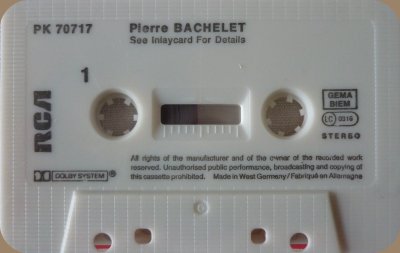 PK 70717
Pierre BACHELET
See Inlaycard For Details
1
RCA
GEMA
BIEM
LC 0316
STEREO
All rights of the manufacturer and of the owner of the recorded work
reserved. Unauthorised public performance, broadcasting and copying of
this cassette prohibited. Made in West Germany / Fabriqué en Allemagne
DOLBY SYSTEM ®